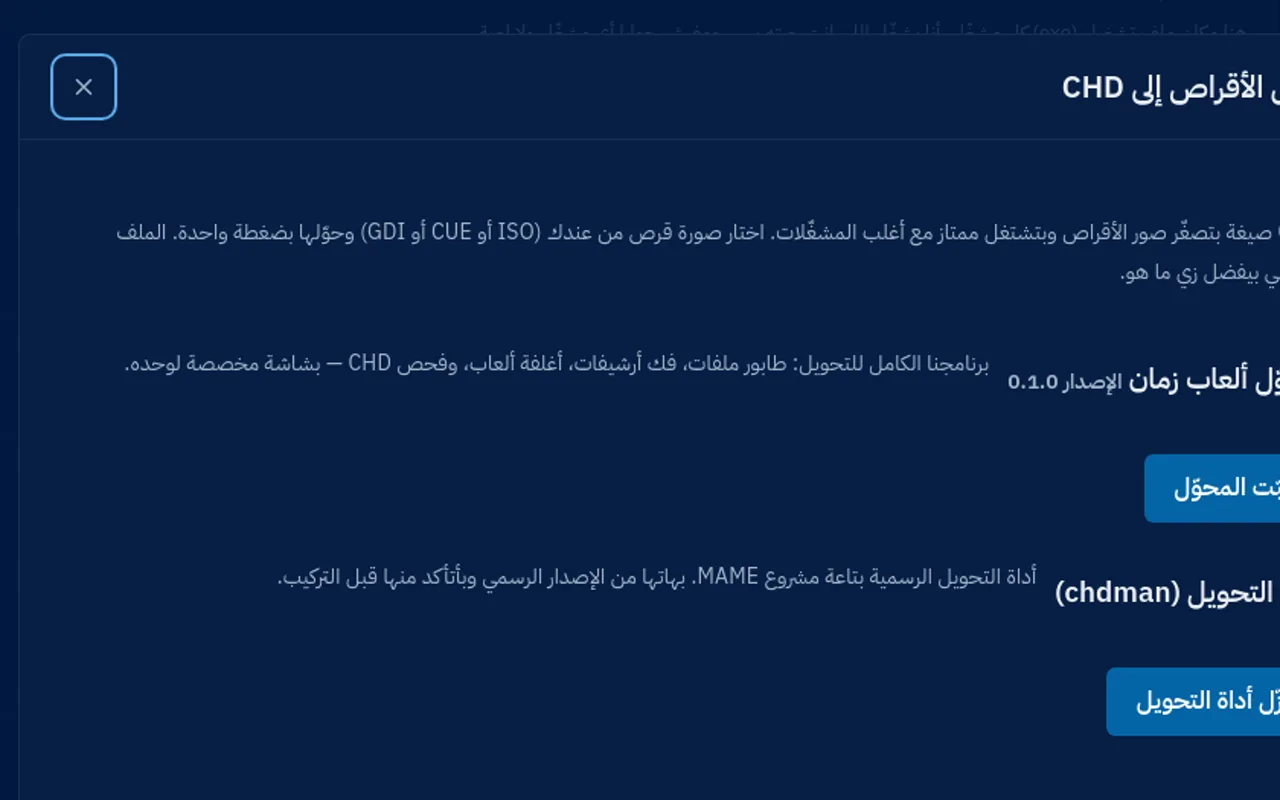 الأقراص إلى CHD
صيغة بتصغّر صور الأقراص وبتشتغل ممتاز مع أغلب المشغّلات. اختار صورة قرص من عندك (ISO أو CUE أو GDI) وحوّلها بضغطة واحدة. الملف
بيفضل زي ما هو.
ألعاب زمان الإصدار 0.1.0 برنامجنا الكامل للتحويل: طابور ملفات، فك أرشيفات، أغلفة ألعاب، وفحص CHD — بشاشة مخصصة لوحده.
المحوّل
التحويل (chdman) أداة التحويل الرسمية بتاعة مشروع MAME. بهاتها من الإصدار الرسمي وبأتأكد منها قبل التركيب.
أداة التحويل